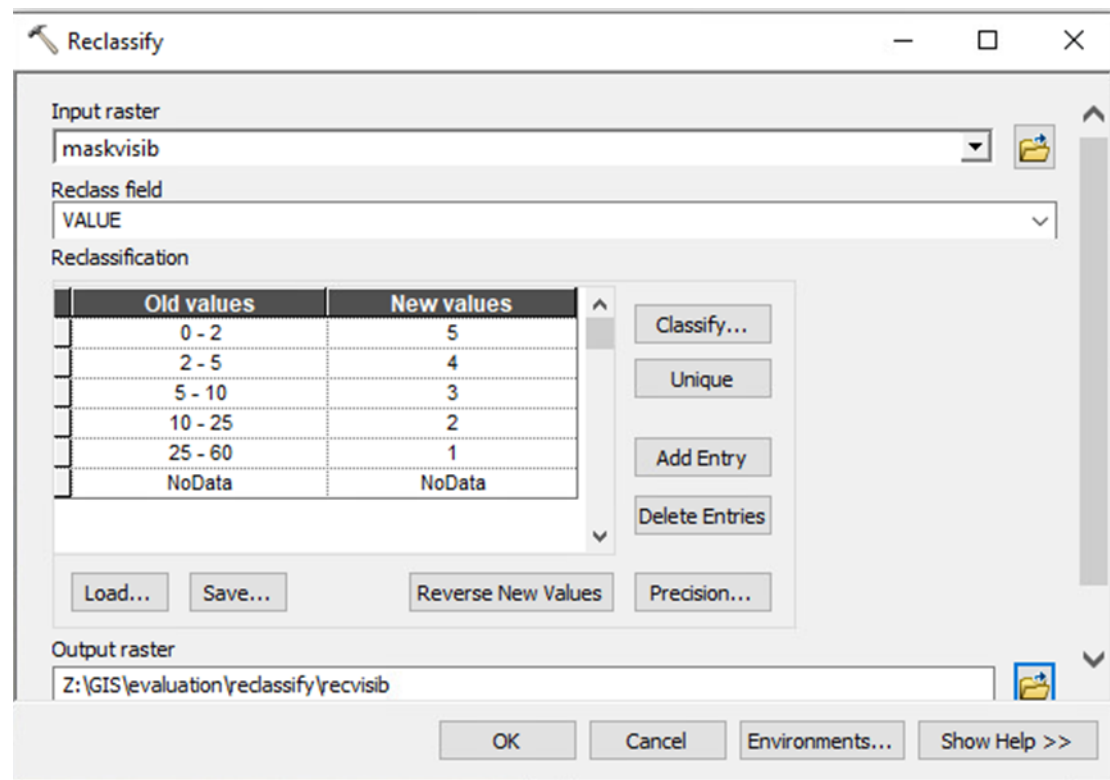 Reclassify
Input raster
maskvisib
Reclass field
VALUE
Reclassification
Old values New values
0 - 2 5
2 - 5 4
5 - 10 3
10 - 25 2
25 - 60 1
NoData NoData
Classify...
Unique
Add Entry
Delete Entries
Load... Save... Reverse New Values Precision...
Output raster
Z:\GIS\evaluation\reclassify\recvisib
OK Cancel Environments... Show Help >>